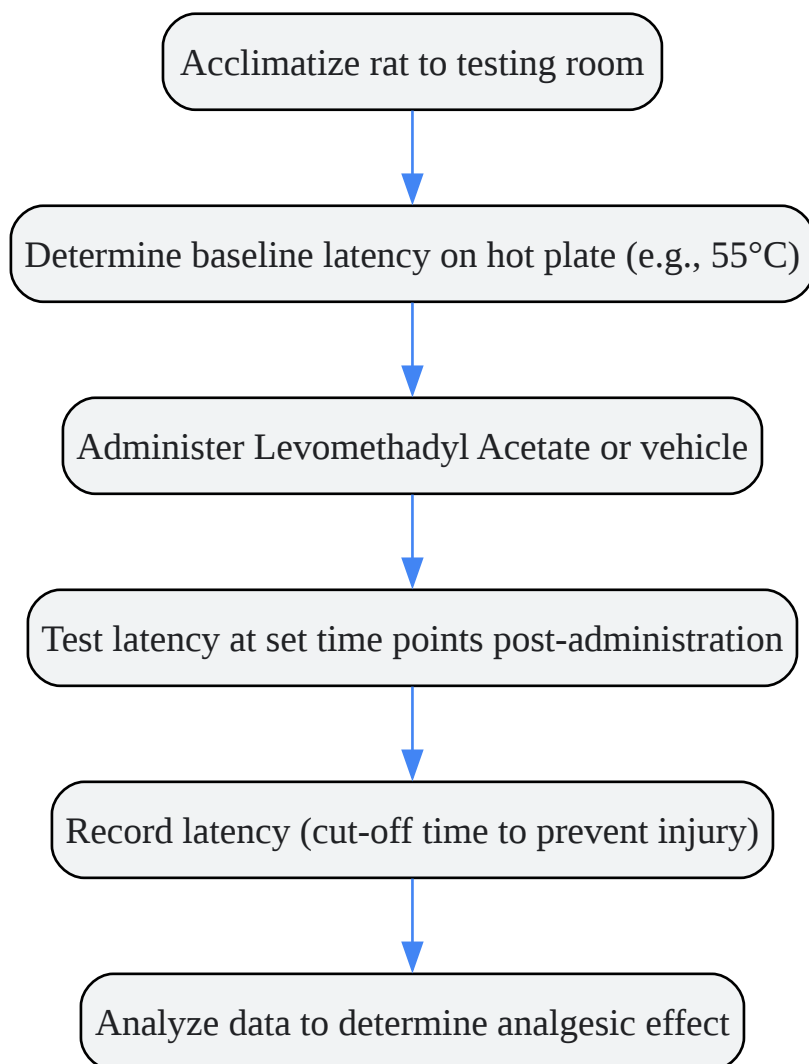 Acclimatize rat to testing room
Determine baseline latency on hot plate (e.g., 55°C)
Administer Levomethadyl Acetate or vehicle
Test latency at set time points post-administration
Record latency (cut-off time to prevent injury)
Analyze data to determine analgesic effect